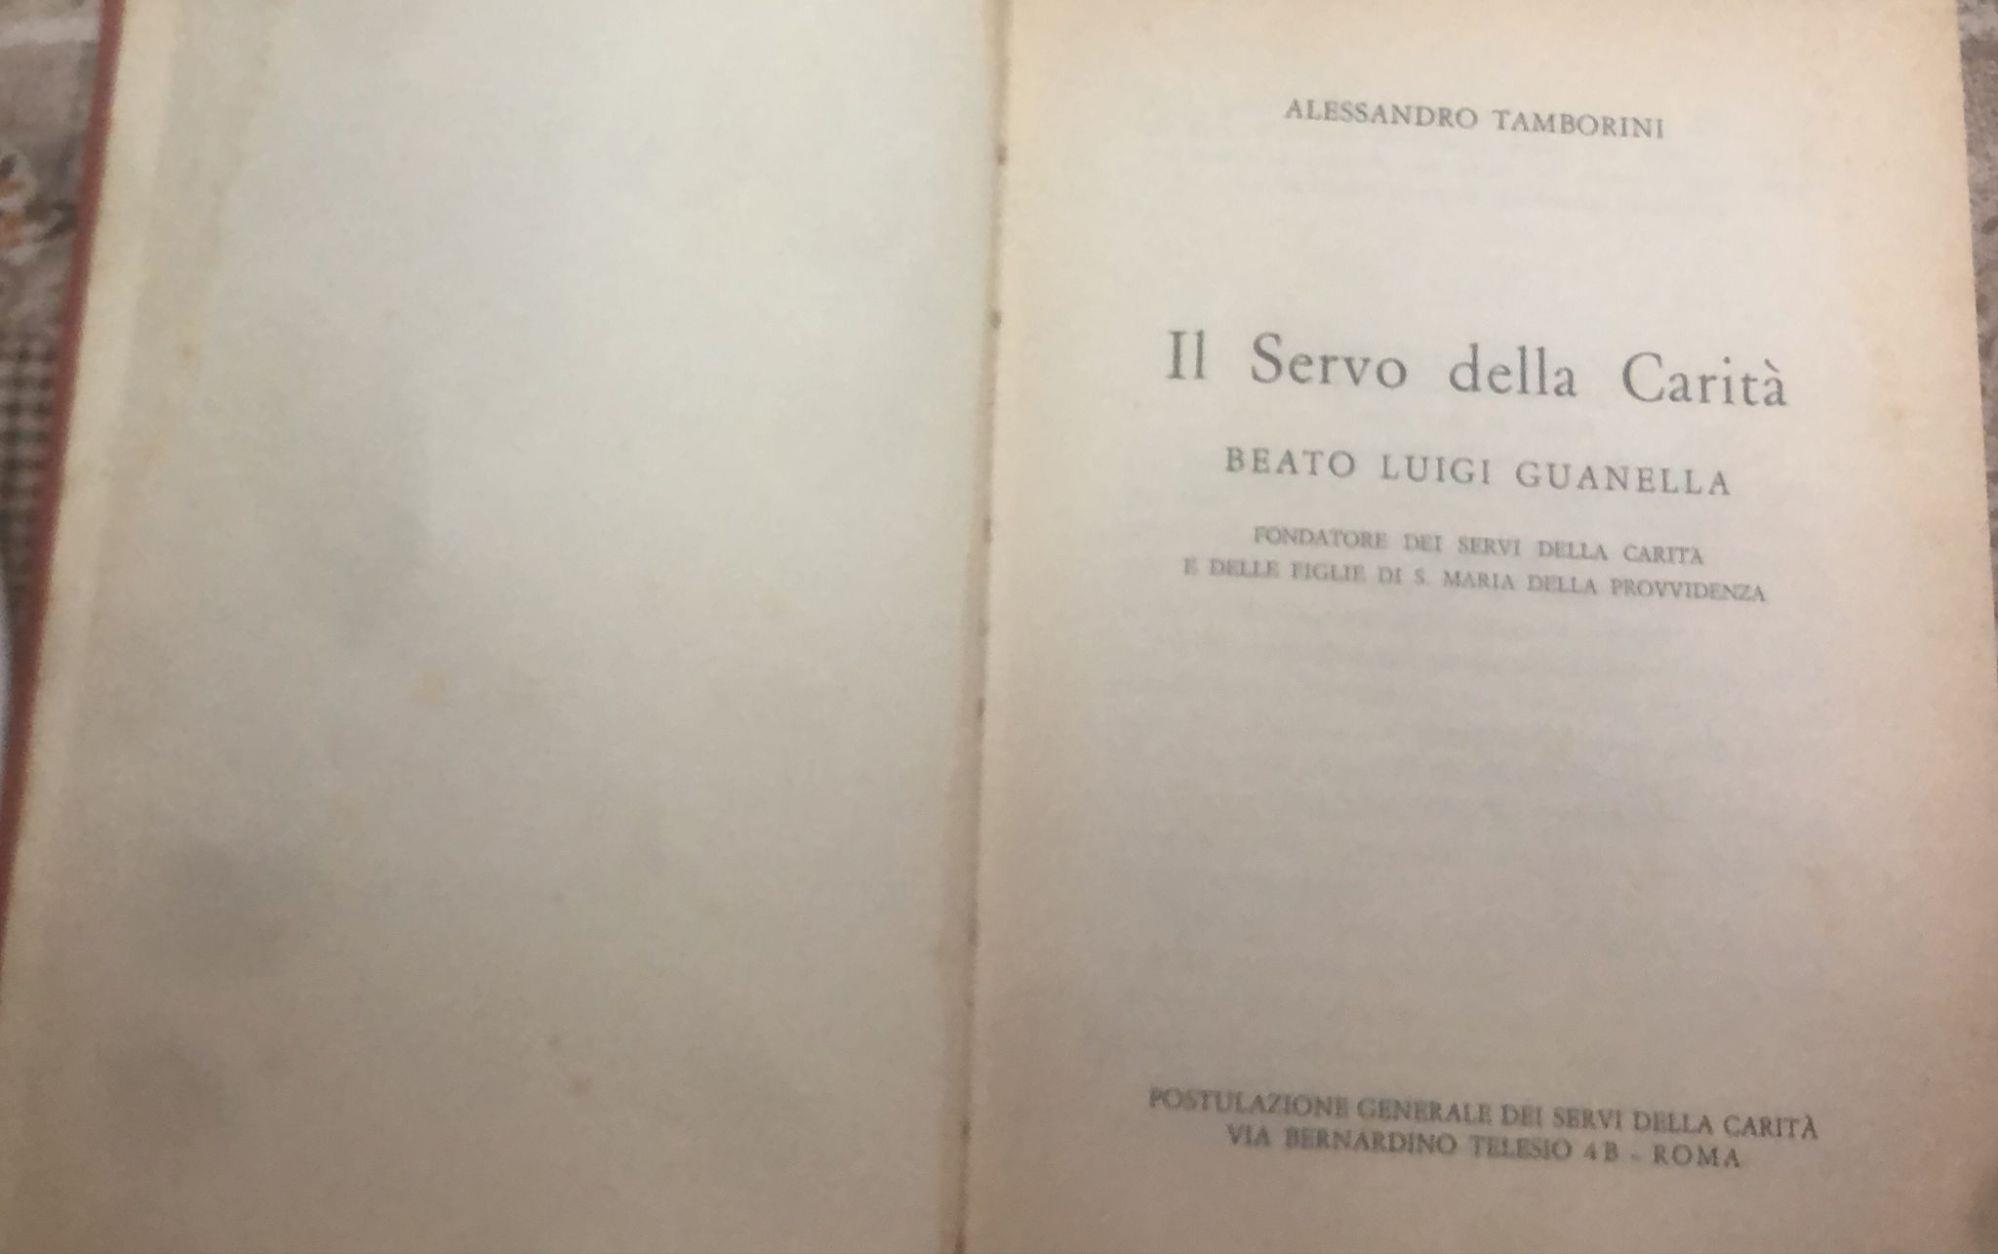 ALESSANDRO TAMBORINI
Il Servo della Carità
BEATO LUIGI GUANELLA
FONDATORE DEI SERVI DELLA CARITÀ
E DELLE FIGLIE DI S. MARIA DELLA PROVVIDENZA
POSTULAZIONE GENERALE DEI SERVI DELLA CARITÀ
VIA BERNARDINO TELESIO 4 B - ROMA